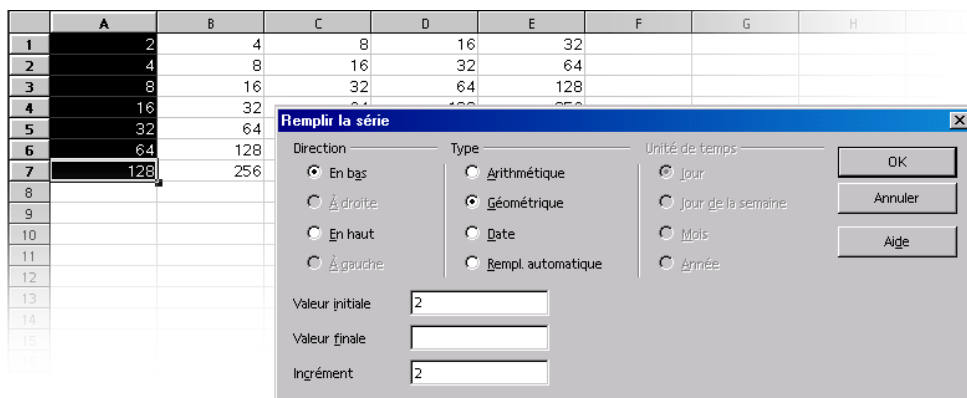 A B C D E F G H
1 2 4 8 16 32
2 4 8 16 32 64
3 8 16 32 64 128
4 16 32
5 32 64
6 64 128
7 128 256
8
9
10
11
12
13
14
15
Remplir la série
Direction Type Unité de temps
En bas Arithmétique Jour OK
À droite Géométrique Jour de la semaine Annuler
En haut Date Mois Aide
À gauche Rempl. automatique Année
Valeur initiale 2
Valeur finale
Incrément 2